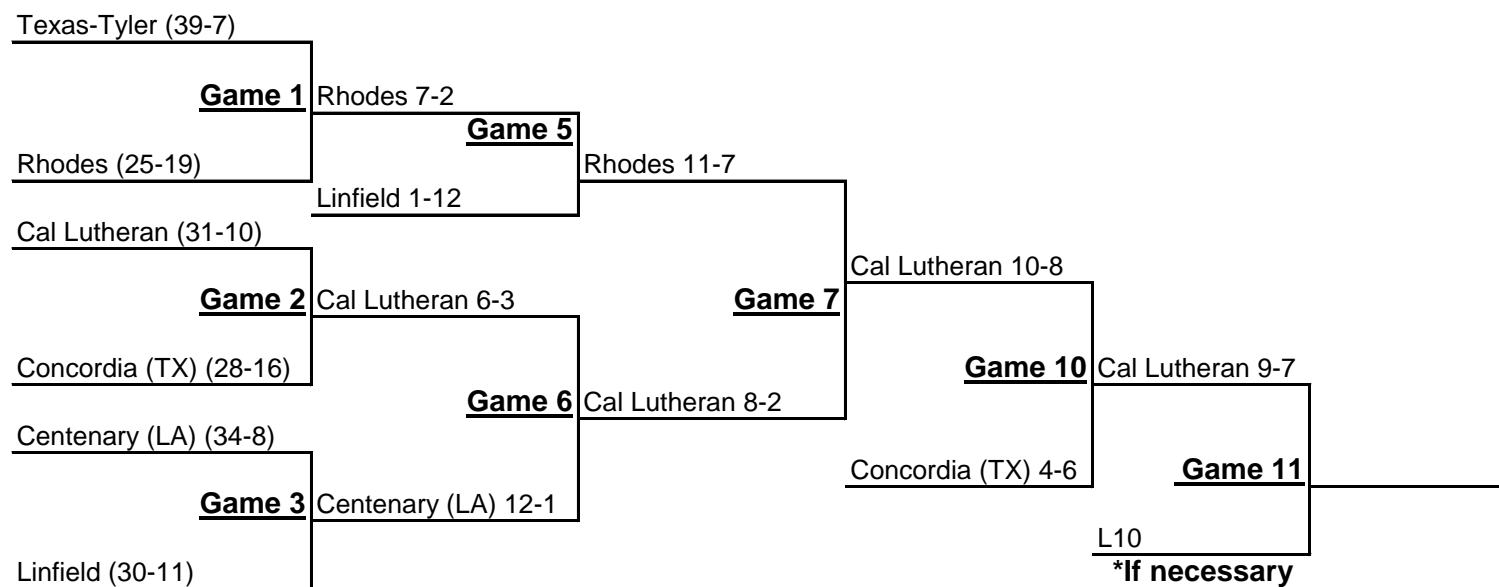 Texas-Tyler (39-7)
Game 1 Rhodes 7-2
Game 5
Rhodes (25-19) Rhodes 11-7
Linfield 1-12
Cal Lutheran (31-10)
Cal Lutheran 10-8
Game 2 Cal Lutheran 6-3 Game 7
Concordia (TX) (28-16) Game 10 Cal Lutheran 9-7
Game 6 Cal Lutheran 8-2
Centenary (LA) (34-8)
Concordia (TX) 4-6 Game 11
Game 3 Centenary (LA) 12-1
L10
Linfield (30-11) *If necessary